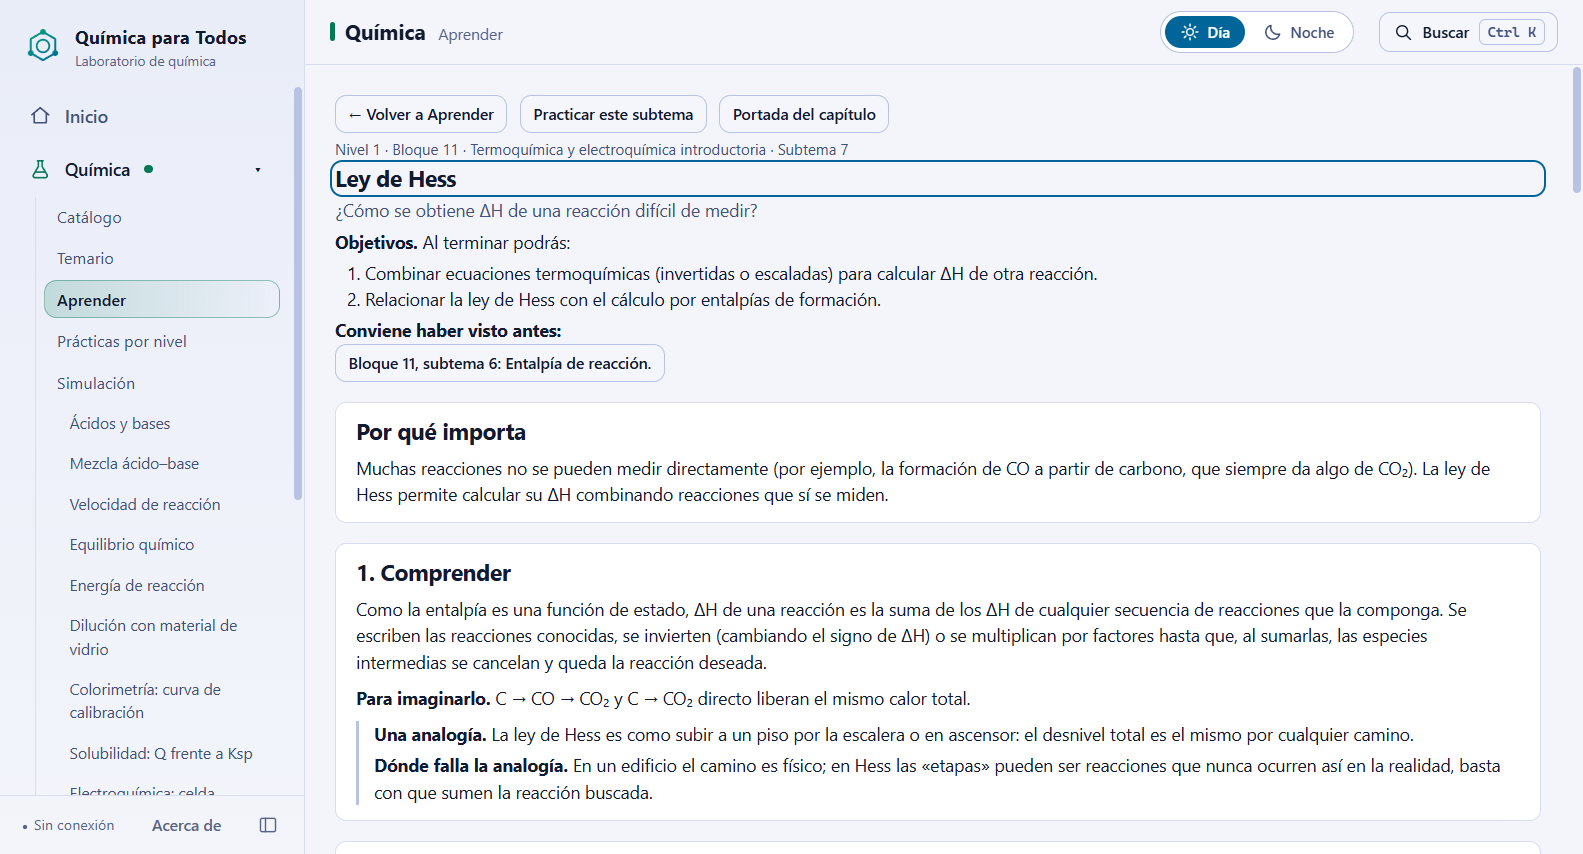 Química para Todos
Laboratorio de química
Inicio
Química
Catálogo
Temario
Aprender
Prácticas por nivel
Simulación
Ácidos y bases
Mezcla ácido–base
Velocidad de reacción
Equilibrio químico
Energía de reacción
Dilución con material de
vidrio
Colorimetría: curva de
calibración
Solubilidad: Q frente a Ksp
Electroquímica: celda
Sin conexión
Acerca de
Química Aprender
Día
Noche
Buscar Ctrl K
← Volver a Aprender
Practicar este subtema
Portada del capítulo
Nivel 1 · Bloque 11 · Termoquímica y electroquímica introductoria · Subtema 7
Ley de Hess
¿Cómo se obtiene ΔH de una reacción difícil de medir?
Objetivos. Al terminar podrás:
1. Combinar ecuaciones termoquímicas (invertidas o escaladas) para calcular ΔH de otra reacción.
2. Relacionar la ley de Hess con el cálculo por entalpías de formación.
Conviene haber visto antes:
Bloque 11, subtema 6: Entalpía de reacción.
Por qué importa
Muchas reacciones no se pueden medir directamente (por ejemplo, la formación de CO a partir de carbono, que siempre da algo de CO₂). La ley de
Hess permite calcular su ΔH combinando reacciones que sí se miden.
1. Comprender
Como la entalpía es una función de estado, ΔH de una reacción es la suma de los ΔH de cualquier secuencia de reacciones que la componga. Se
escriben las reacciones conocidas, se invierten (cambiando el signo de ΔH) o se multiplican por factores hasta que, al sumarlas, las especies
intermedias se cancelan y queda la reacción deseada.
Para imaginarlo. C → CO → CO₂ y C → CO₂ directo liberan el mismo calor total.
Una analogía. La ley de Hess es como subir a un piso por la escalera o en ascensor: el desnivel total es el mismo por cualquier camino.
Dónde falla la analogía. En un edificio el camino es físico; en Hess las «etapas» pueden ser reacciones que nunca ocurren así en la realidad, basta
con que sumen la reacción buscada.